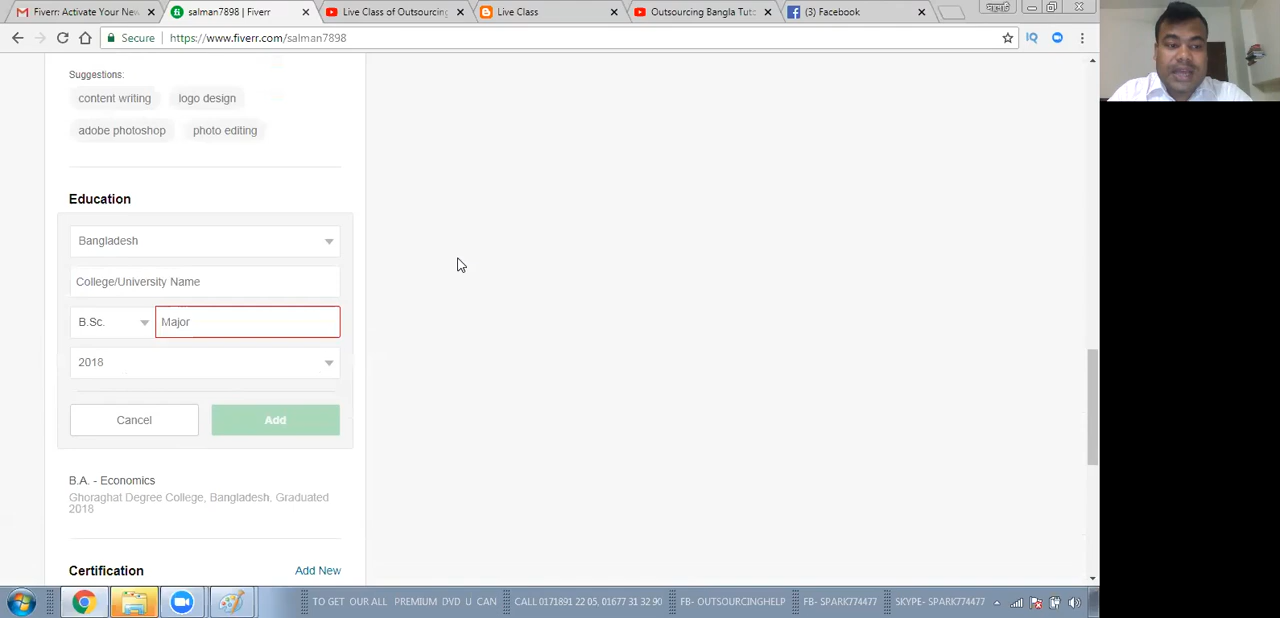 Fiverr: Activate Your New
salman7898 | Fiverr
Live Class of Outsourcing
Live Class
Outsourcing Bangla Tuto
(3) Facebook
Secure
https://www.fiverr.com/salman7898
Suggestions:
content writing
logo design
adobe photoshop
photo editing
Education
Bangladesh
College/University Name
B.Sc.
Major
2018
Cancel
Add
B.A. - Economics
Ghoraghat Degree College, Bangladesh, Graduated
2018
Certification
Add New
TO GET OUR ALL PREMIUM DVD U CAN
CALL 0171891 22 05, 01677 31 32 90
FB- OUTSOURCINGHELP
FB- SPARK774477
SKYPE- SPARK774477